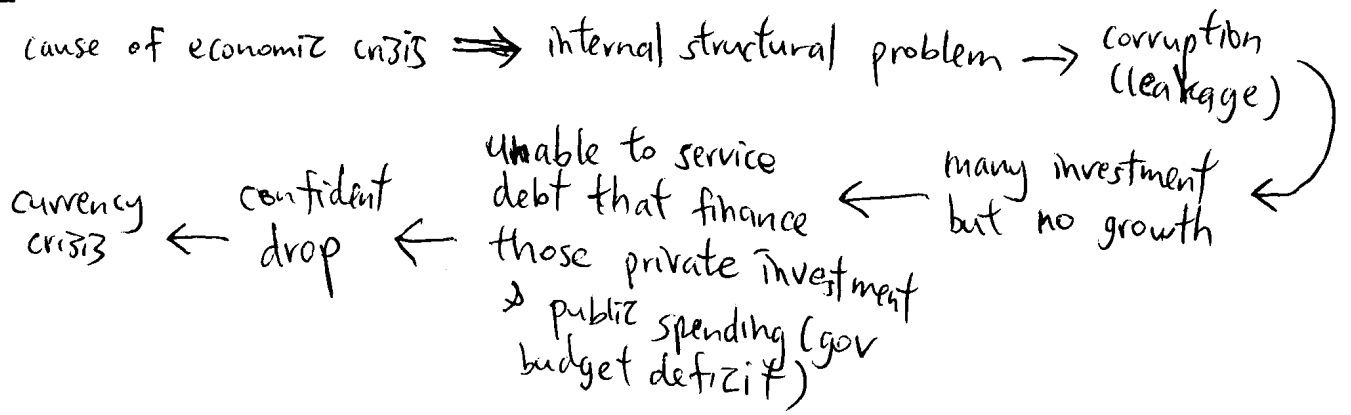 cause of economic crisis ⇒ internal structural problem → corruption
(leakage)
many investment
but no growth
← unable to service
debt that finance
those private investment
& public spending (gov
budget deficit)
← confident
drop
← currency
crisis